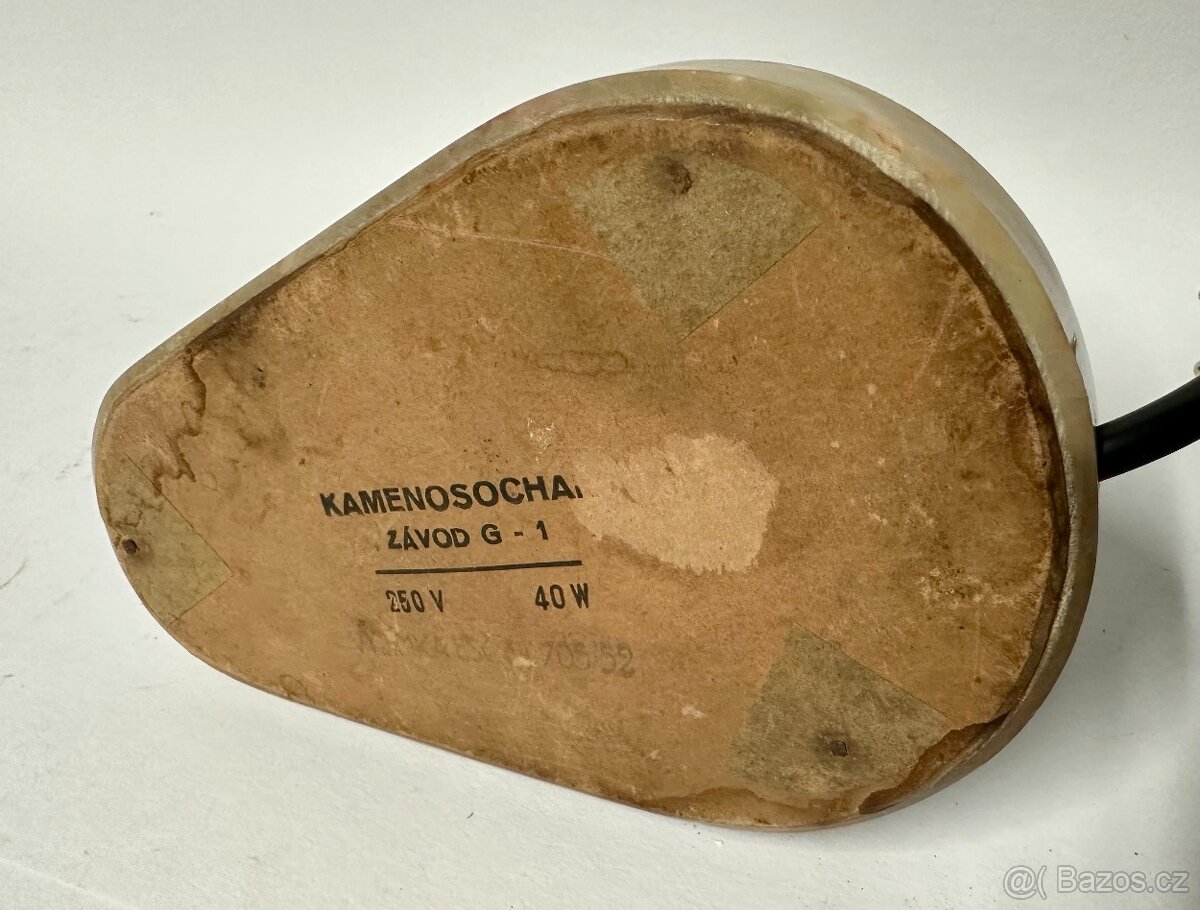 KAMENOSOCHA
ZÁVOD G - 1
250 V 40 W
@( Bazos.cz